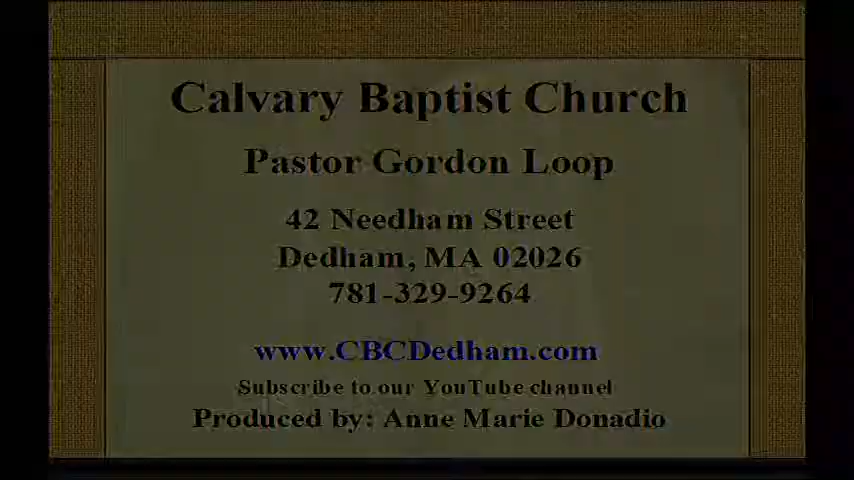 Calvary Baptist Church
Pastor Gordon Loop
42 Needham Street
Dedham, MA 02026
781-329-9264
www.CBCDedham.com
Subscribe to our YouTube channel
Produced by: Anne Marie Donadio